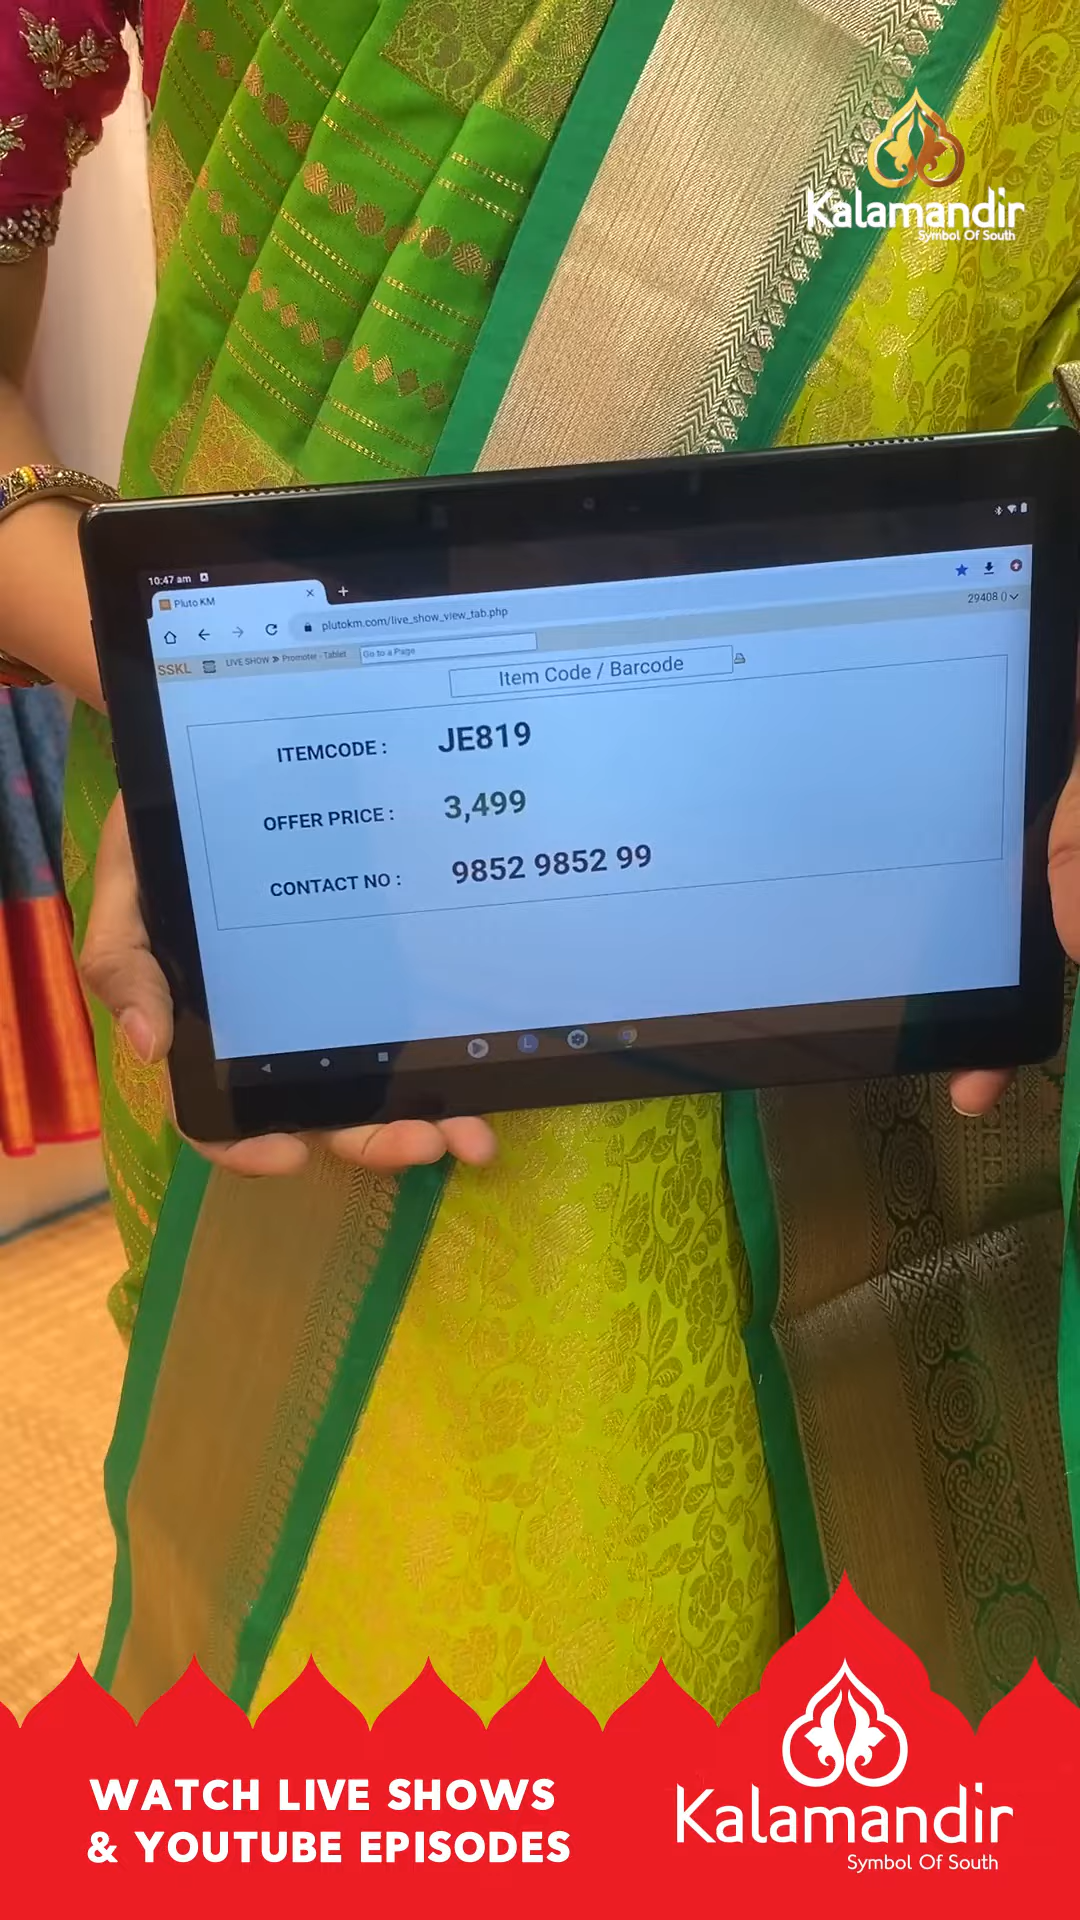 Kalamandir
Symbol Of South
10:47 am
Pluto KM
plutokm.com/live_show_view_tab.php
29408 ()
SSKL
LIVE SHOW » Promoter - Tablet
Go to a Page
Item Code / Barcode
ITEMCODE : JE819
OFFER PRICE : 3,499
CONTACT NO : 9852 9852 99
WATCH LIVE SHOWS
& YOUTUBE EPISODES
Kalamandir
Symbol Of South